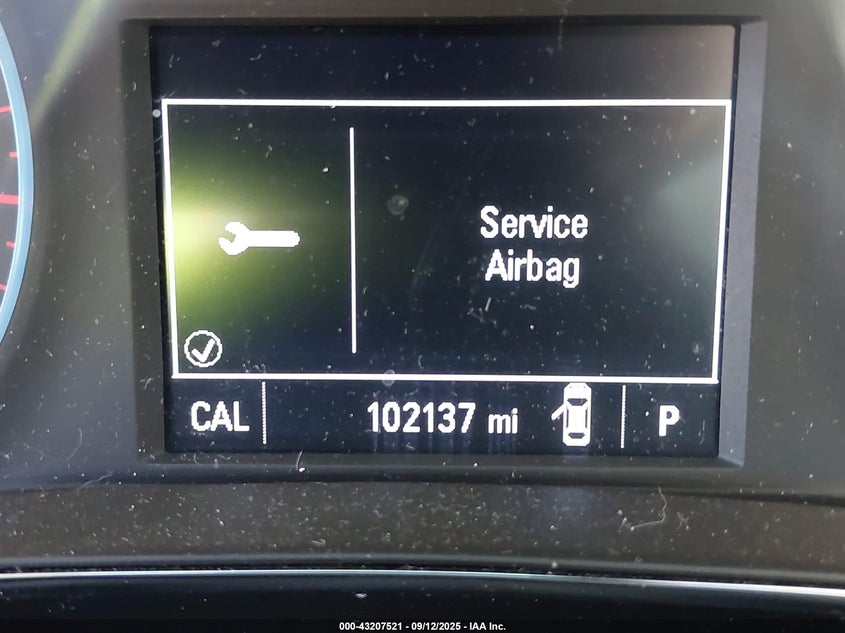 Service
Airbag
CAL 102137 mi P
000-43207521 - 09/12/2025 - IAA Inc.